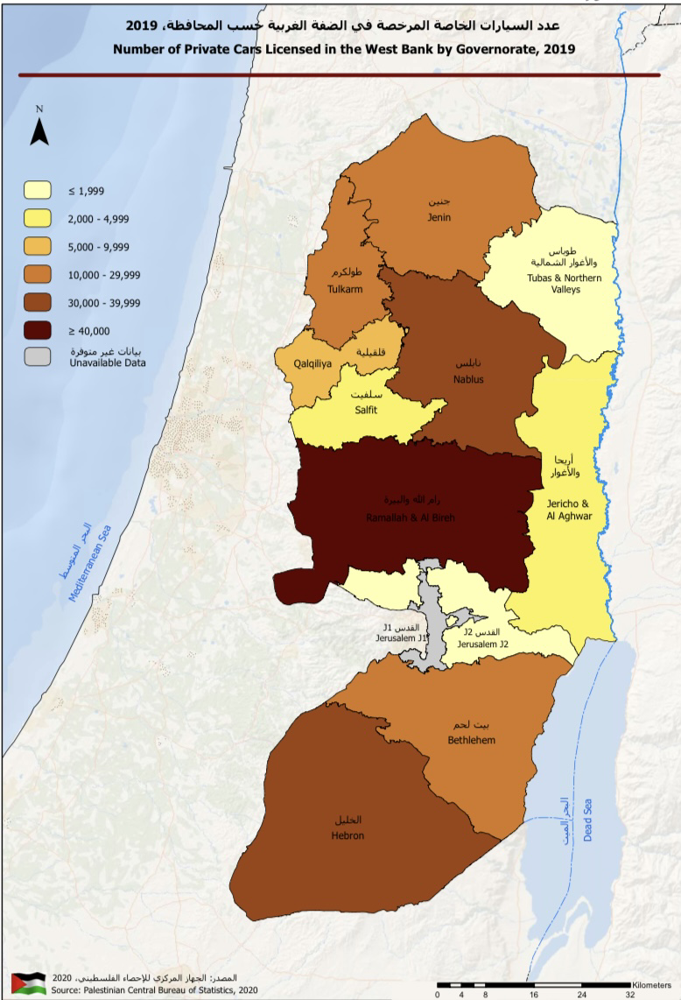 عدد السيارات الخاصة المرخصة في الضفة الغربية حسب المحافظة، 2019
Number of Private Cars Licensed in the West Bank by Governorate, 2019
N
≤ 1,999
2,000 - 4,999
5,000 - 9,999
10,000 - 29,999
30,000 - 39,999
≥ 40,000
بيانات غير متوفرة
Unavailable Data
جنين
Jenin
طوباس
والأغوار الشمالية
Tubas & Northern
Valleys
طولكرم
Tulkarm
قلقيلية
Qalqiliya
نابلس
Nablus
سلفيت
Salfit
أريحا
والأغوار
Jericho &
Al Aghwar
رام الله والبيرة
Ramallah & Al Bireh
البحر المتوسط
Mediterranean Sea
القدس J1
Jerusalem J1
القدس J2
Jerusalem J2
بيت لحم
Bethlehem
الخليل
Hebron
البحر الميت
Dead Sea
المصدر: الجهاز المركزي للإحصاء الفلسطيني، 2020
Source: Palestinian Central Bureau of Statistics, 2020
Kilometers
0 4 8 16 24 32